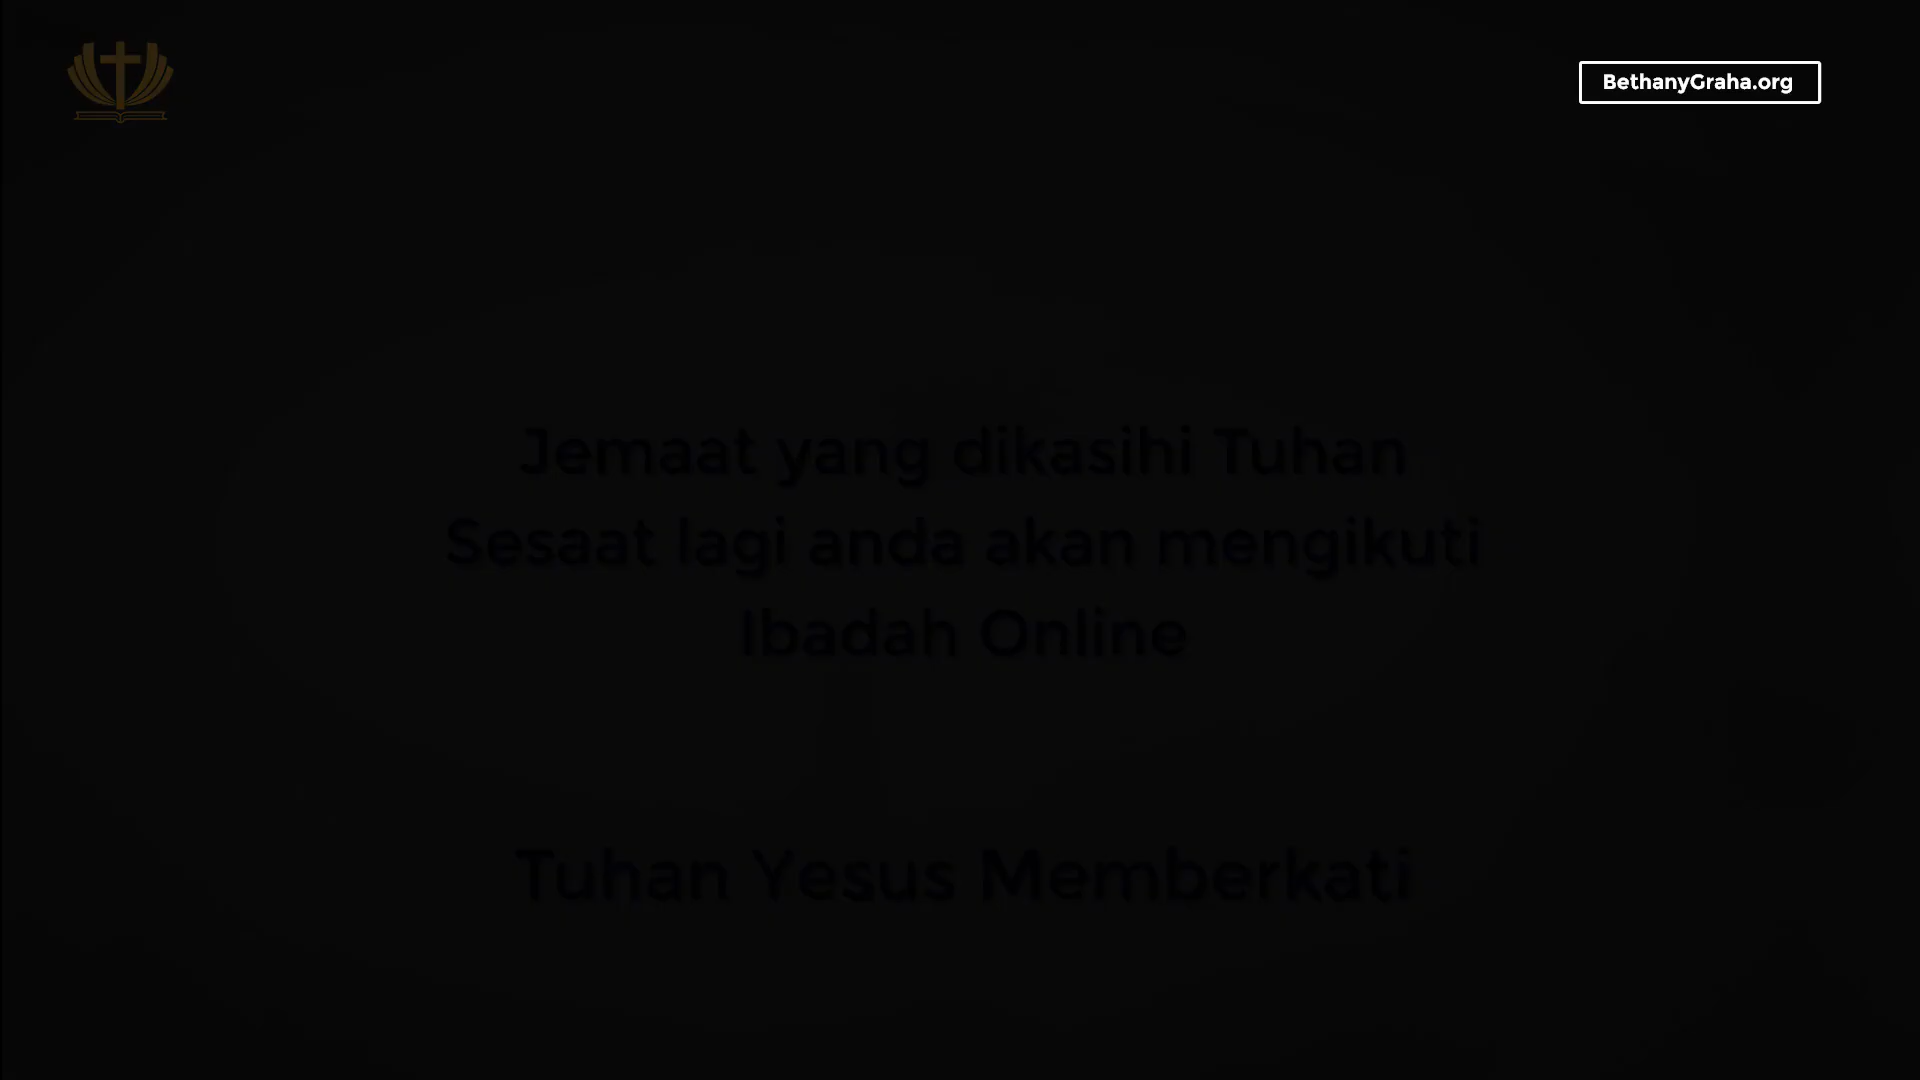 BethanyGraha.org
Jemaat yang dikasihi Tuhan
Sesaat lagi anda akan mengikuti
Ibadah Online
Tuhan Yesus Memberkati